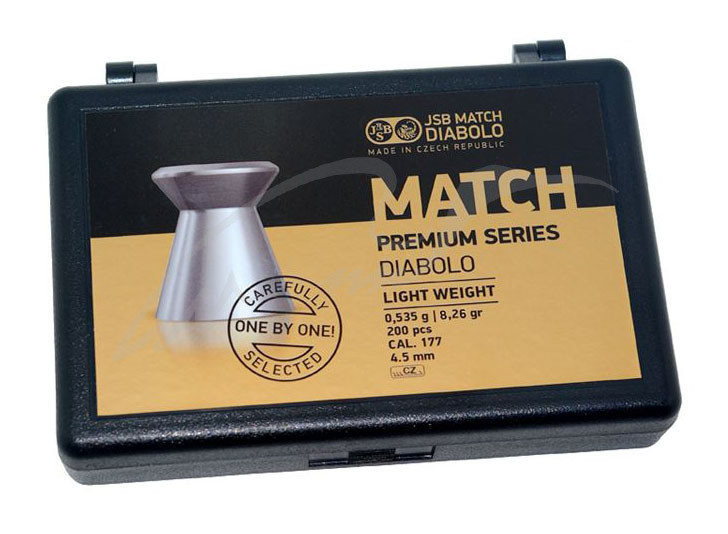 JSB MATCH
DIABOLO
MADE IN CZECH REPUBLIC
MATCH
PREMIUM SERIES
DIABOLO
LIGHT WEIGHT
0,535 g | 8,26 gr
200 pcs
CAL. 177
4.5 mm
CZ
CAREFULLY
ONE BY ONE!
SELECTED